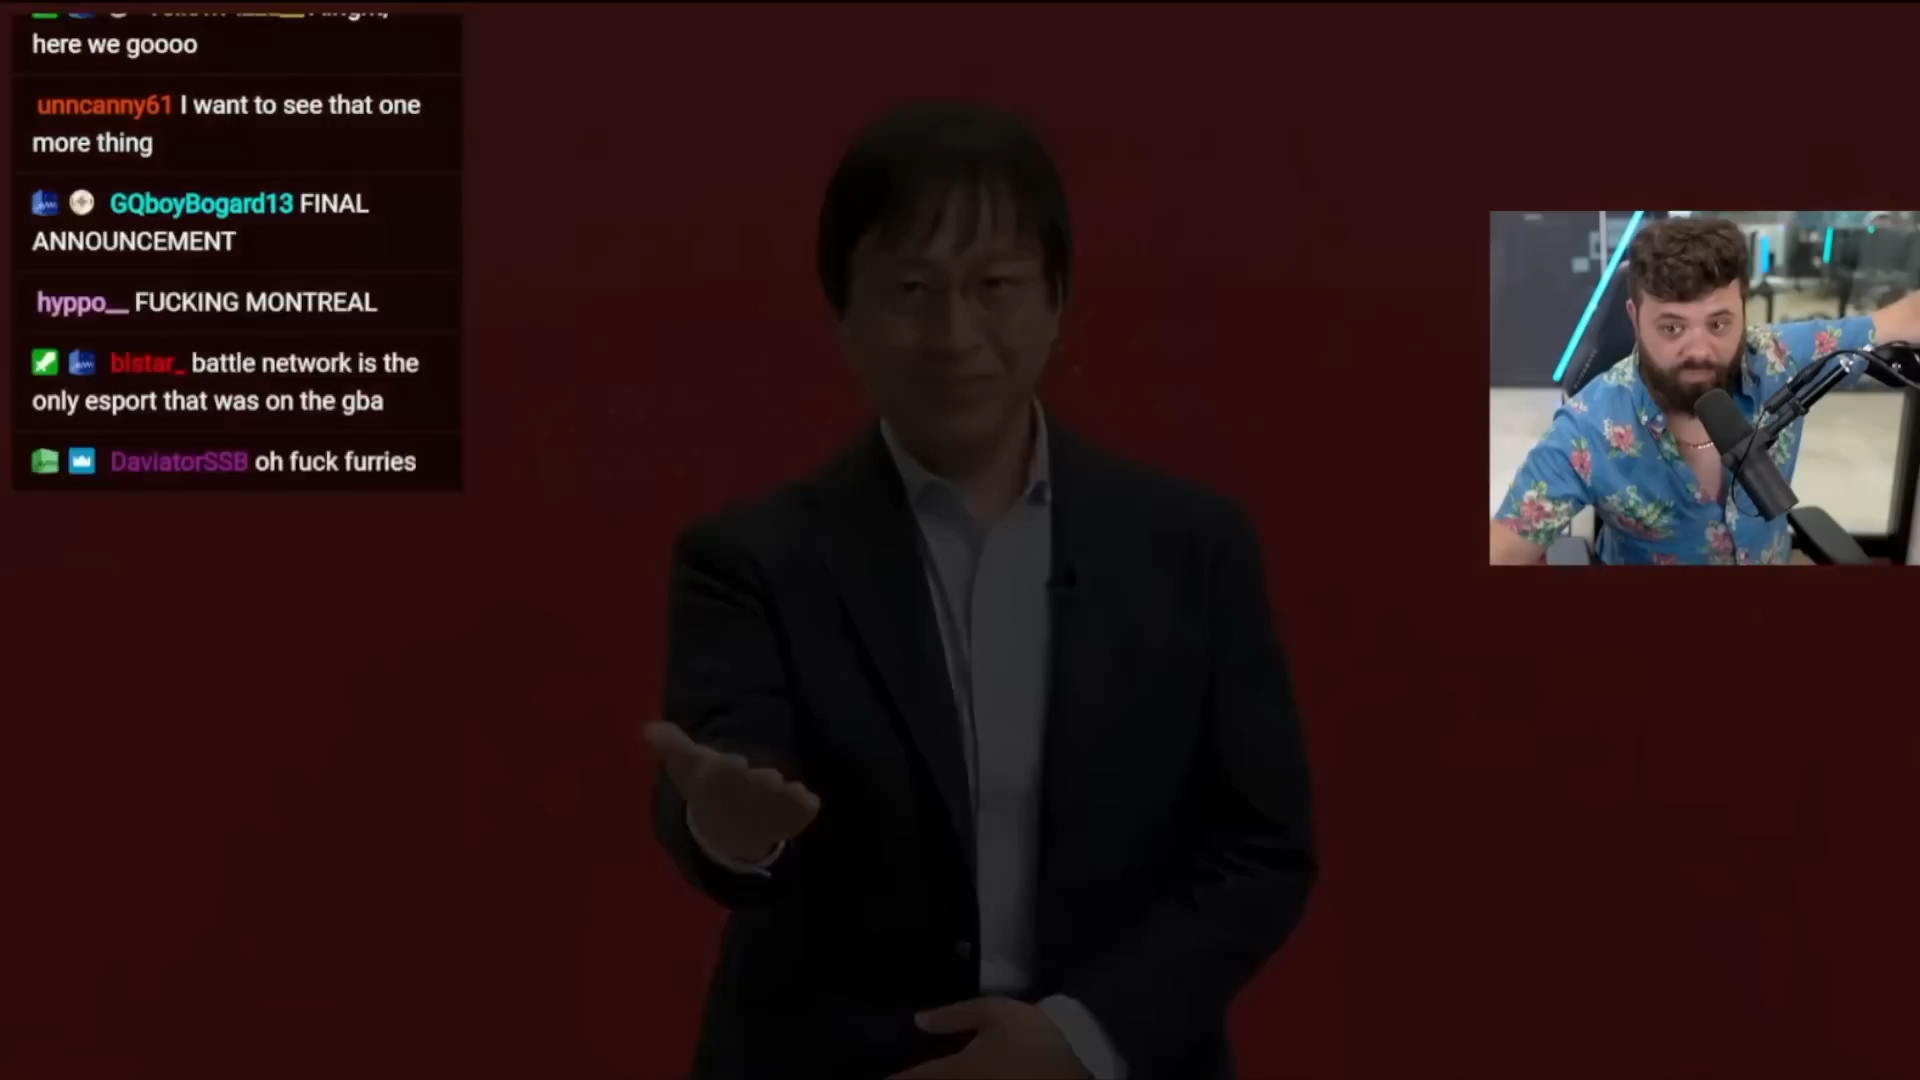 here we goooo
unncanny61 I want to see that one
more thing
GQboyBogard13 FINAL
ANNOUNCEMENT
hyppo__ FUCKING MONTREAL
blstar_ battle network is the
only esport that was on the gba
DaviatorSSB oh fuck furries